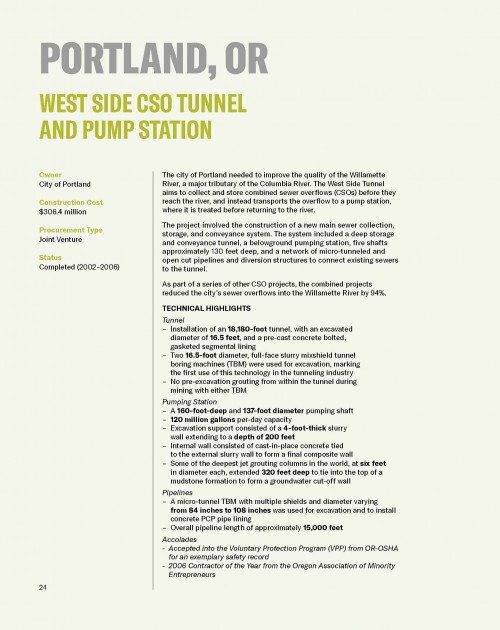 PORTLAND, OR
WEST SIDE CSO TUNNEL
AND PUMP STATION
Owner
City of Portland
Construction Cost
$306.4 million
Procurement Type
Joint Venture
Status
Completed (2002–2006)
The city of Portland needed to improve the quality of the Willamette
River, a major tributary of the Columbia River. The West Side Tunnel
aims to collect and store combined sewer overflows (CSOs) before they
reach the river, and instead transports the overflow to a pump station,
where it is treated before returning to the river.
The project involved the construction of a new main sewer collection,
storage, and conveyance system. The system included a deep storage
and conveyance tunnel, a belowground pumping station, five shafts
approximately 130 feet deep, and a network of micro-tunneled and
open cut pipelines and diversion structures to connect existing sewers
to the tunnel.
As part of a series of other CSO projects, the combined projects
reduced the city's sewer overflows into the Willamette River by 94%.
TECHNICAL HIGHLIGHTS
Tunnel
– Installation of an 18,180-foot tunnel, with an excavated
diameter of 16.5 feet, and a pre-cast concrete bolted,
gasketed segmental lining
– Two 16.5-foot diameter, full-face slurry mixshield tunnel
boring machines (TBM) were used for excavation, marking
the first use of this technology in the tunneling industry
– No pre-excavation grouting from within the tunnel during
mining with either TBM
Pumping Station
– A 160-foot-deep and 137-foot diameter pumping shaft
– 120 million gallons per-day capacity
– Excavation support consisted of a 4-foot-thick slurry
wall extending to a depth of 200 feet
– Internal wall consisted of cast-in-place concrete tied
to the external slurry wall to form a final composite wall
– Some of the deepest jet grouting columns in the world, at six feet
in diameter each, extended 320 feet deep to tie into the top of a
mudstone formation to form a groundwater cut-off wall
Pipelines
– A micro-tunnel TBM with multiple shields and diameter varying
from 84 inches to 108 inches was used for excavation and to install
concrete PCP pipe lining
– Overall pipeline length of approximately 15,000 feet
Accolades
- Accepted into the Voluntary Protection Program (VPP) from OR-OSHA
for an exemplary safety record
- 2006 Contractor of the Year from the Oregon Association of Minority
Entrepreneurs
24